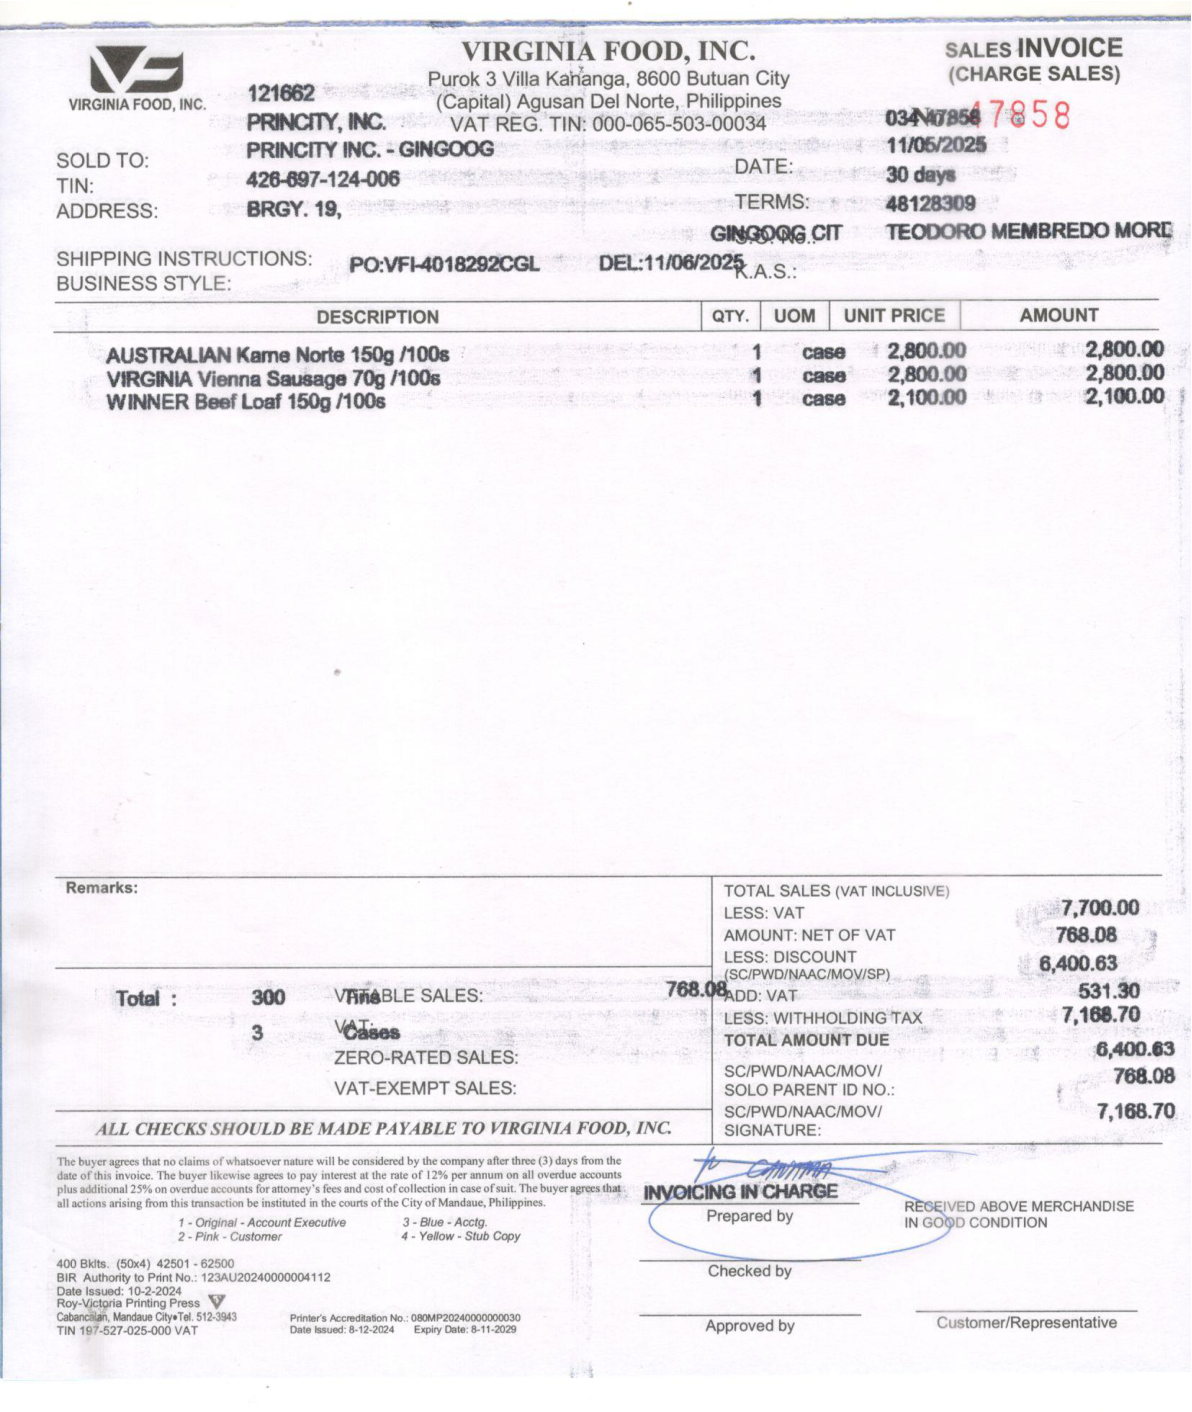 VIRGINIA FOOD, INC.
Purok 3 Villa Kananga, 8600 Butuan City
(Capital) Agusan Del Norte, Philippines
VAT REG. TIN: 000-065-503-00034
SALES INVOICE
(CHARGE SALES)
VIRGINIA FOOD, INC.
47858
121662
PRINCITY, INC.
SOLD TO: PRINCITY INC. - GINGOOG
TIN: 426-697-124-006
ADDRESS: BRGY. 19,
11/05/2025
DATE: 30 days
TERMS: 48128309
GINGOOG CIT TEODORO MEMBREDO MORE
SHIPPING INSTRUCTIONS: PO:VFI-4018292CGL DEL:11/06/2025
K.A.S.:
BUSINESS STYLE:
DESCRIPTION QTY. UOM UNIT PRICE AMOUNT
AUSTRALIAN Karne Norte 150g /100s 1 case 2,800.00 2,800.00
VIRGINIA Vienna Sausage 70g /100s 1 case 2,800.00 2,800.00
WINNER Beef Loaf 150g /100s 1 case 2,100.00 2,100.00
Remarks:
TOTAL SALES (VAT INCLUSIVE) 7,700.00
LESS: VAT 768.08
AMOUNT: NET OF VAT 6,400.63
LESS: DISCOUNT
(SC/PWD/NAAC/MOV/SP) 531.30
ADD: VAT 7,168.70
LESS: WITHHOLDING TAX
TOTAL AMOUNT DUE 6,400.63
SC/PWD/NAAC/MOV/
SOLO PARENT ID NO.: 768.08
SC/PWD/NAAC/MOV/
SIGNATURE: 7,168.70
Total : 300 Tins VATABLE SALES: 768.08
3 Cases VAT:
ZERO-RATED SALES:
VAT-EXEMPT SALES:
ALL CHECKS SHOULD BE MADE PAYABLE TO VIRGINIA FOOD, INC.
The buyer agrees that no claims of whatsoever nature will be considered by the company after three (3) days from the
date of this invoice. The buyer likewise agrees to pay interest at the rate of 12% per annum on all overdue accounts
plus additional 25% on overdue accounts for attorney's fees and cost of collection in case of suit. The buyer agrees that
all actions arising from this transaction be instituted in the courts of the City of Mandaue, Philippines.
1 - Original - Account Executive 3 - Blue - Acctg.
2 - Pink - Customer 4 - Yellow - Stub Copy
400 Bklts. (50x4) 42501 - 62500
BIR Authority to Print No.: 123AU20240000004112
Date Issued: 10-2-2024
Roy-Victoria Printing Press
Cabancalan, Mandaue City•Tel. 512-3943
TIN 197-527-025-000 VAT
Printer's Accreditation No.: 080MP20240000000030
Date Issued: 8-12-2024 Expiry Date: 8-11-2029
INVOICING IN CHARGE
Prepared by
Checked by
Approved by
RECEIVED ABOVE MERCHANDISE
IN GOOD CONDITION
Customer/Representative